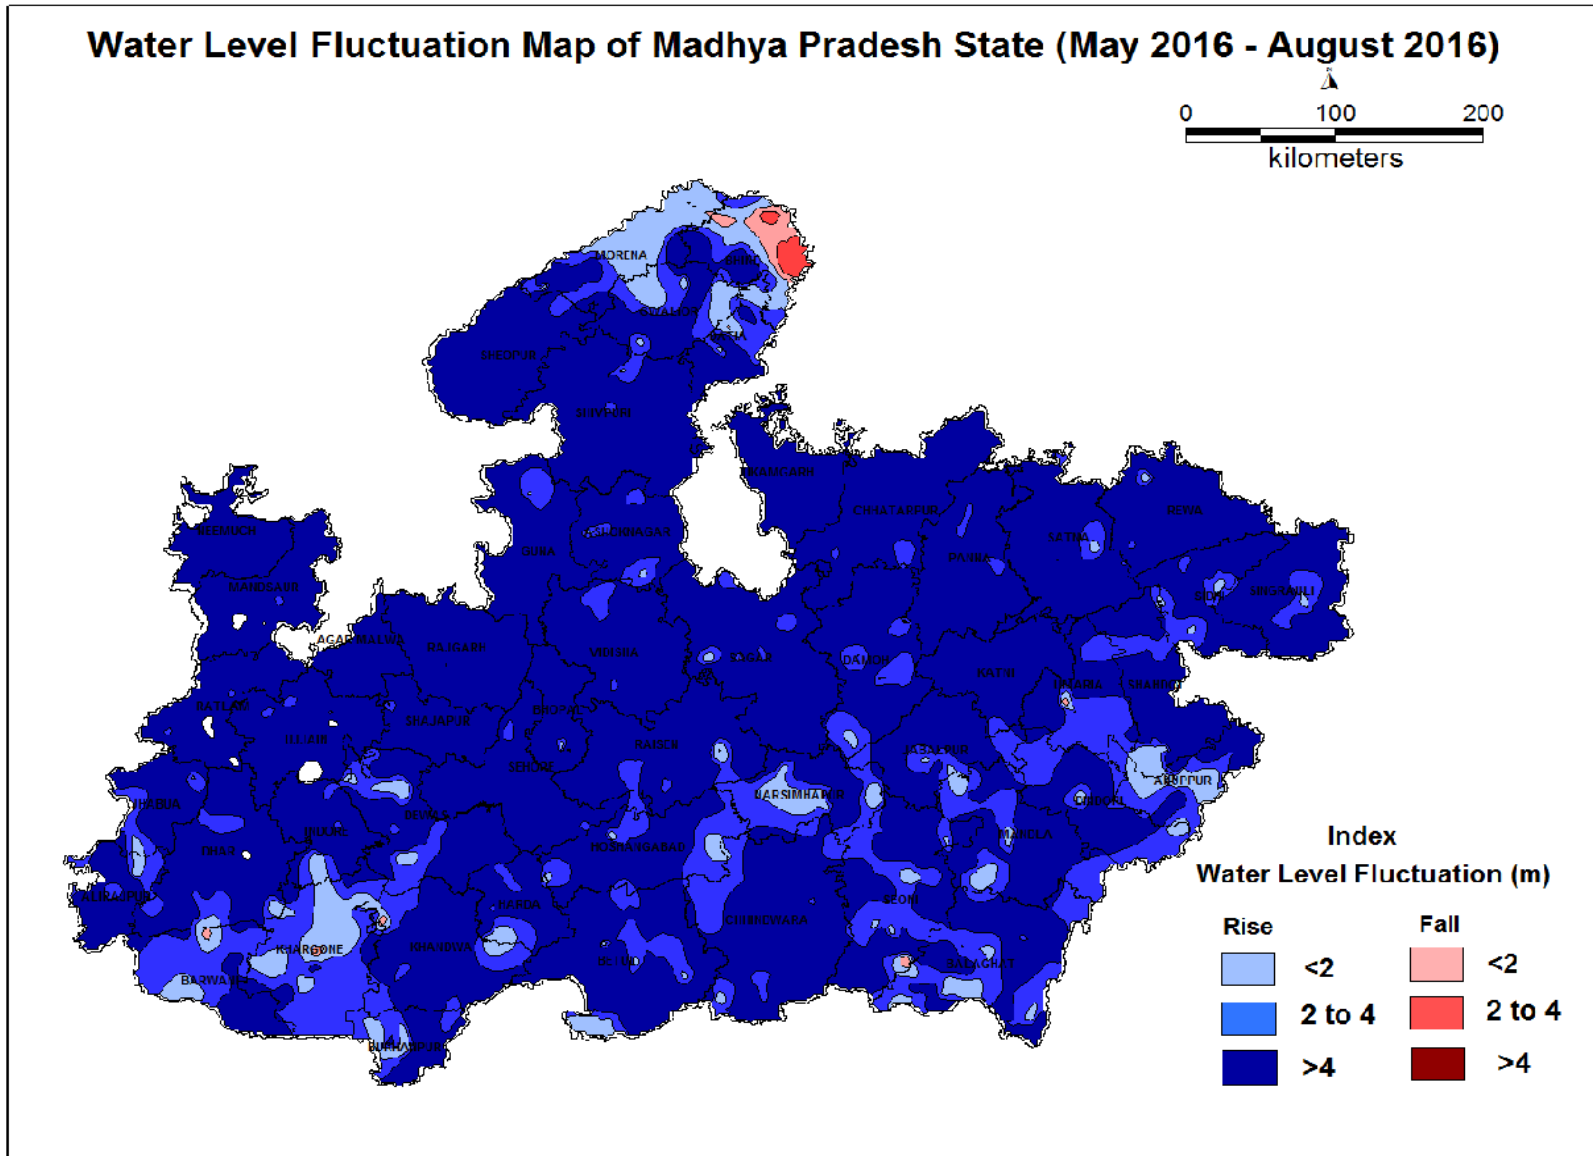 Water Level Fluctuation Map of Madhya Pradesh State (May 2016 - August 2016)
0 100 200
kilometers
MORENA
BHIND
GWALIOR
DATIA
SHEOPUR
SHIVPURI
TIKAMGARH
CHHATARPUR
REWA
NEEMUCH
ASHOKNAGAR
GUNA
PANNA
SATNA
MANDSAUR
SIDHI
SINGRAULI
AGAR MALWA
RAJGARH
VIDISHA
SAGAR
DAMOH
KATNI
UMARIA
SHAHDOL
RATLAM
SHAJAPUR
BHOPAL
UJJAIN
RAISEN
JABALPUR
SEHORE
ANUPPUR
JHABUA
NARSIMHAPUR
DINDORI
DEWAS
INDORE
MANDLA
DHAR
HOSHANGABAD
ALIRAJPUR
HARDA
SEONI
CHHINDWARA
KHARGONE
KHANDWA
BETUL
BALAGHAT
BARWANI
BURHANPUR
Index
Water Level Fluctuation (m)
Rise Fall
<2 <2
2 to 4 2 to 4
>4 >4